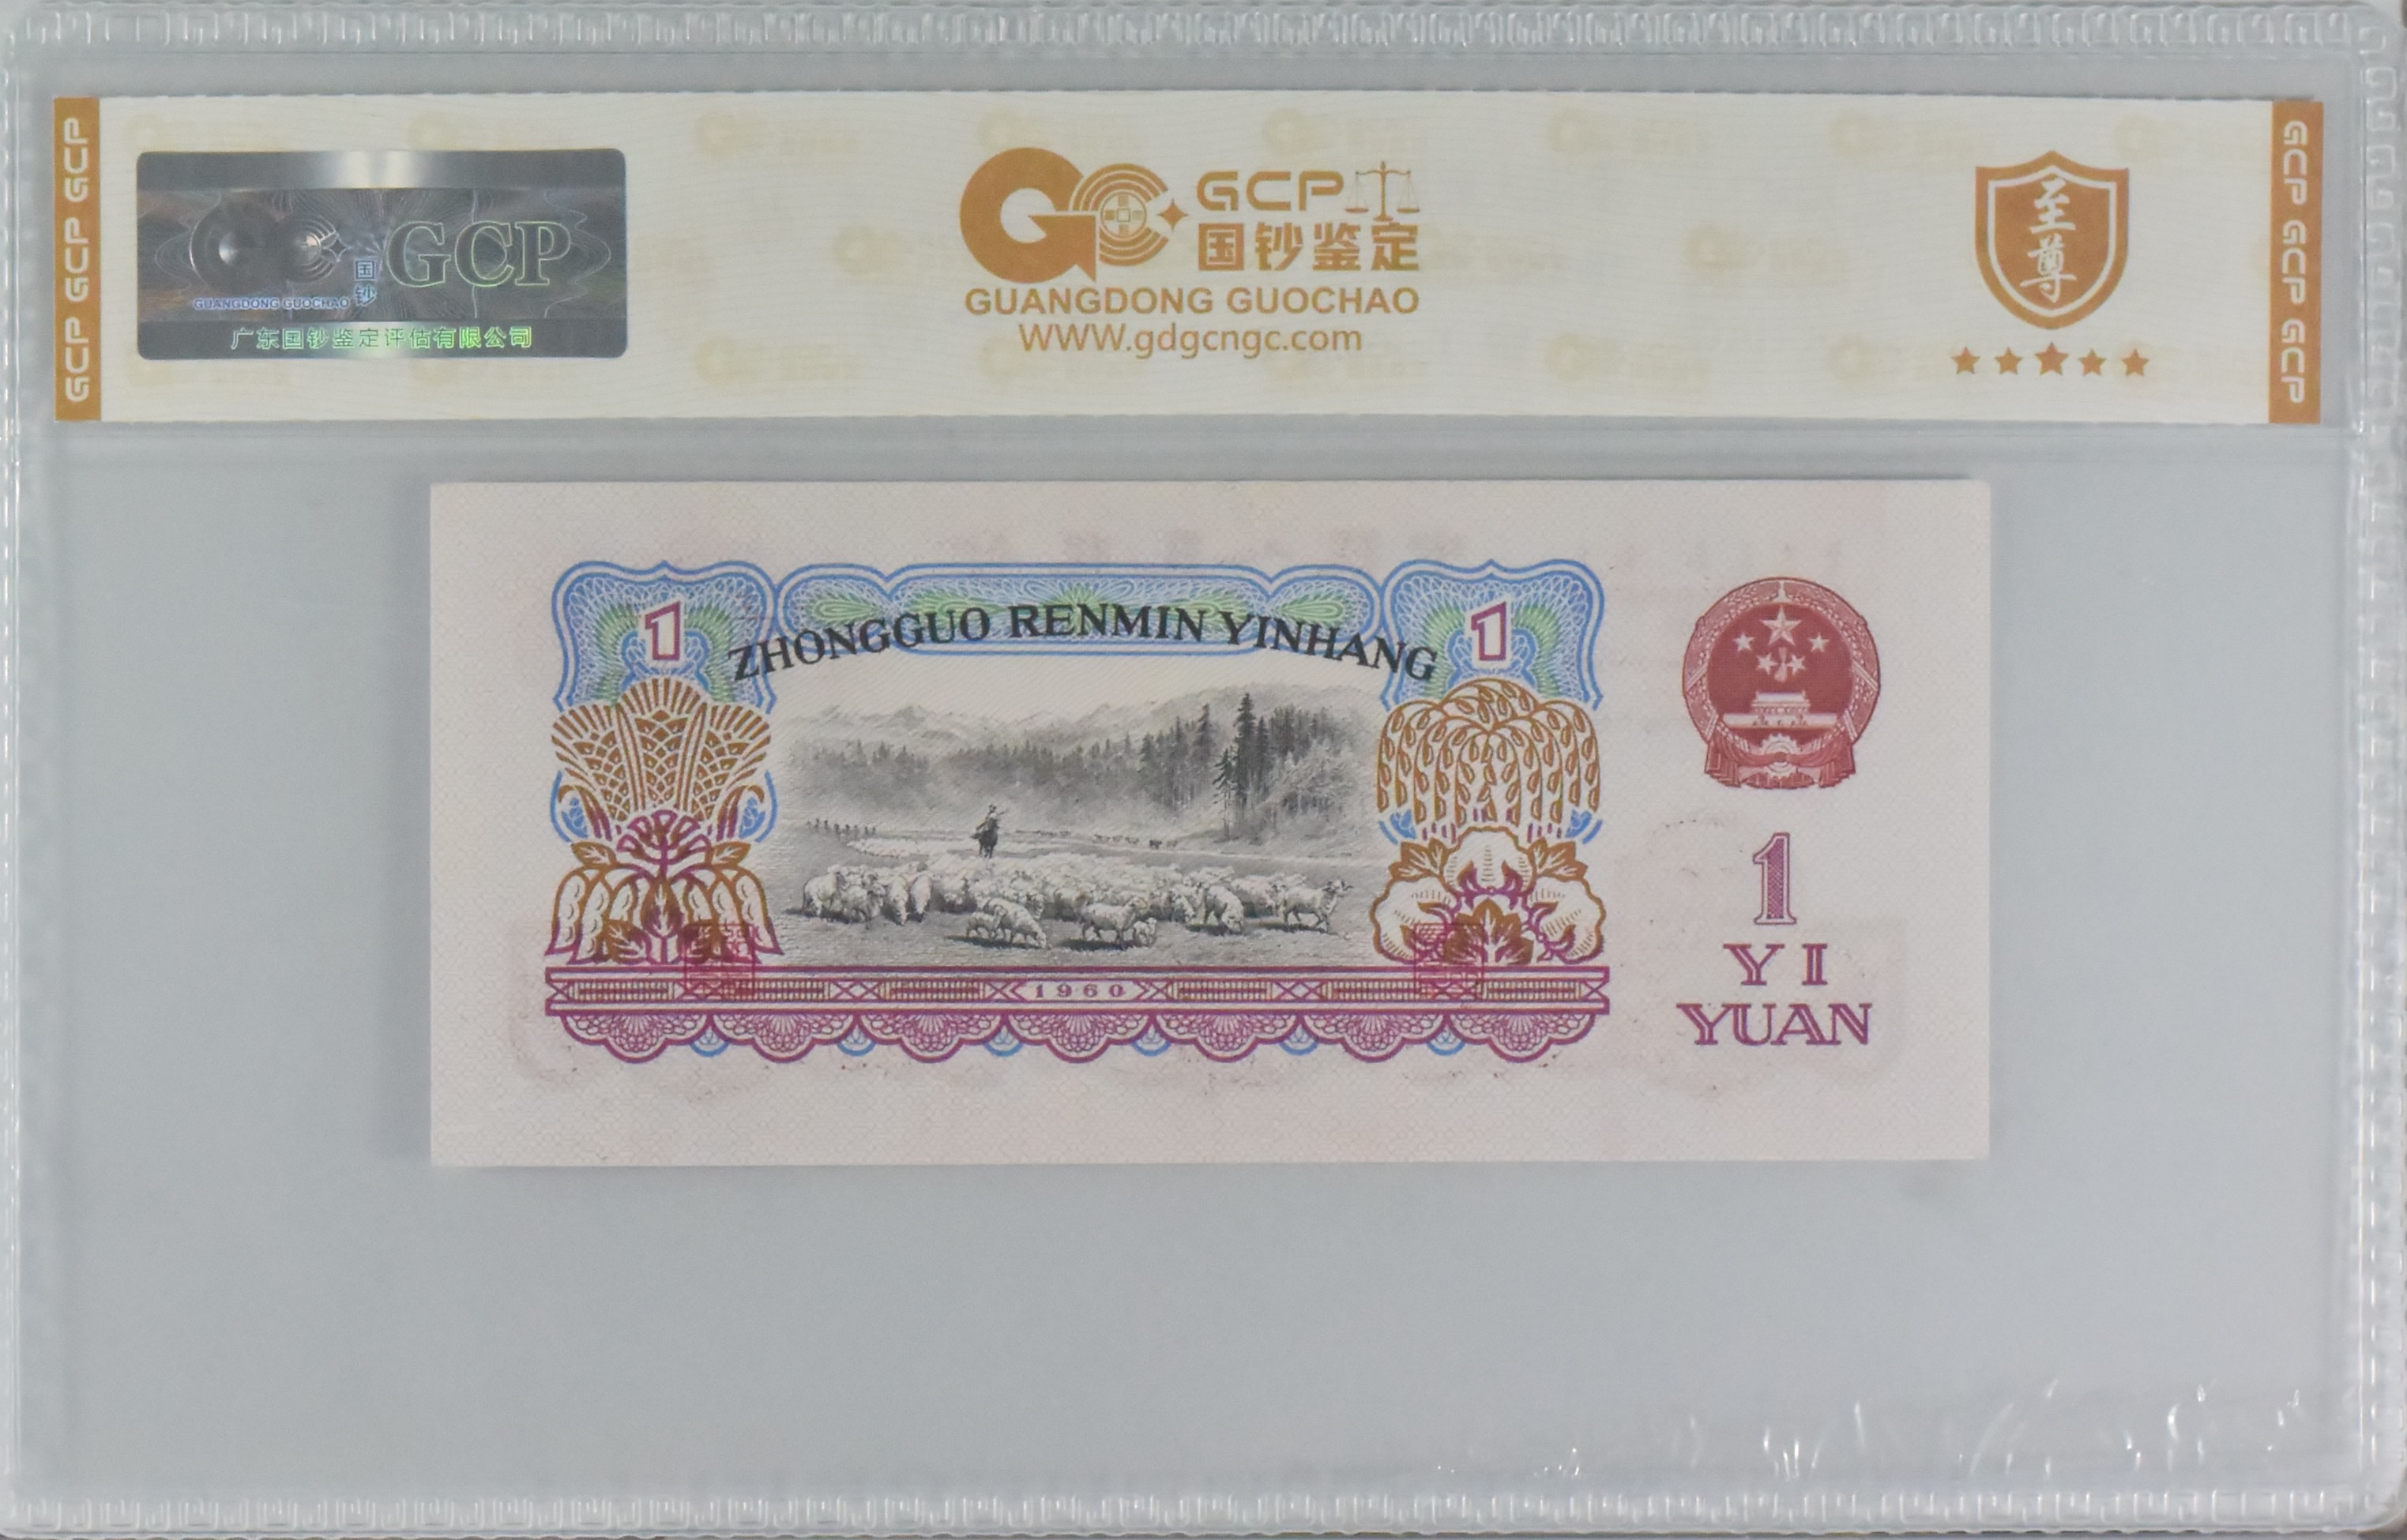 GCP GCP GCP
国钞
GCP
GUANGDONG GUOCHAO
广东国钞鉴定评估有限公司
GCP
国钞鉴定
GUANGDONG GUOCHAO
WWW.gdgcngc.com
至尊
GCP GCP GCP
1
1
ZHONGGUO RENMIN YINHANG
1960
1
YI
YUAN